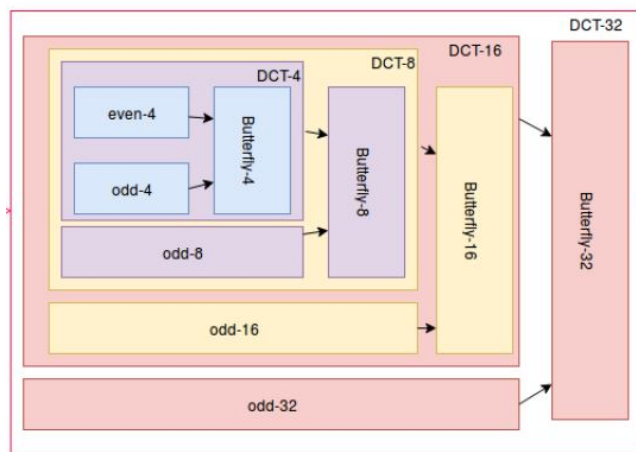 DCT-32
DCT-16
DCT-8
DCT-4
even-4
Butterfly-4
odd-4
Butterfly-8
odd-8
Butterfly-16
odd-16
Butterfly-32
odd-32